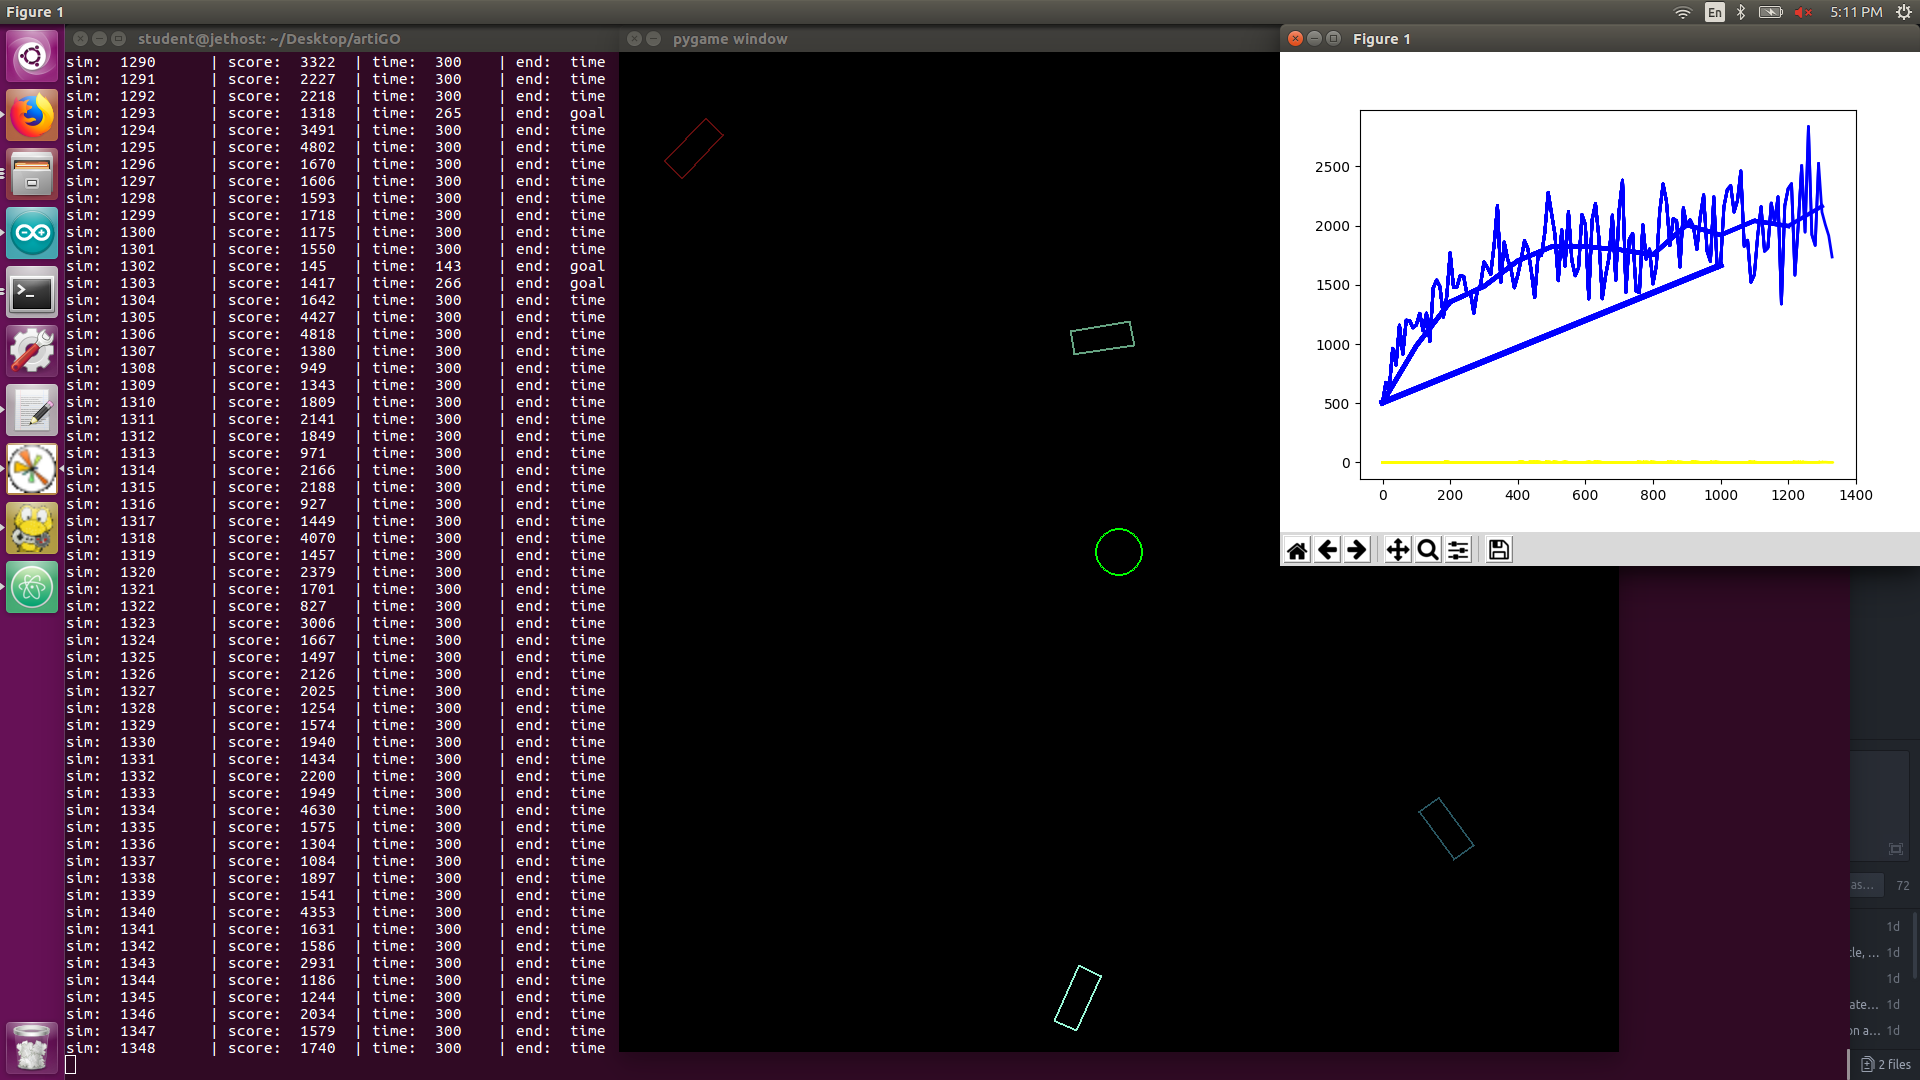 Figure 1
En
5:11 PM
student@jethost: ~/Desktop/artiGO
pygame window
Figure 1
sim: 1290 | score: 3322 | time: 300 | end: time
sim: 1291 | score: 2227 | time: 300 | end: time
sim: 1292 | score: 2218 | time: 300 | end: time
sim: 1293 | score: 1318 | time: 265 | end: goal
sim: 1294 | score: 3491 | time: 300 | end: time
sim: 1295 | score: 4802 | time: 300 | end: time
sim: 1296 | score: 1670 | time: 300 | end: time
sim: 1297 | score: 1606 | time: 300 | end: time
sim: 1298 | score: 1593 | time: 300 | end: time
sim: 1299 | score: 1718 | time: 300 | end: time
sim: 1300 | score: 1175 | time: 300 | end: time
sim: 1301 | score: 1550 | time: 300 | end: time
sim: 1302 | score: 145 | time: 143 | end: goal
sim: 1303 | score: 1417 | time: 266 | end: goal
sim: 1304 | score: 1642 | time: 300 | end: time
sim: 1305 | score: 4427 | time: 300 | end: time
sim: 1306 | score: 4818 | time: 300 | end: time
sim: 1307 | score: 1380 | time: 300 | end: time
sim: 1308 | score: 949 | time: 300 | end: time
sim: 1309 | score: 1343 | time: 300 | end: time
sim: 1310 | score: 1809 | time: 300 | end: time
sim: 1311 | score: 2141 | time: 300 | end: time
sim: 1312 | score: 1849 | time: 300 | end: time
sim: 1313 | score: 971 | time: 300 | end: time
sim: 1314 | score: 2166 | time: 300 | end: time
sim: 1315 | score: 2188 | time: 300 | end: time
sim: 1316 | score: 927 | time: 300 | end: time
sim: 1317 | score: 1449 | time: 300 | end: time
sim: 1318 | score: 4070 | time: 300 | end: time
sim: 1319 | score: 1457 | time: 300 | end: time
sim: 1320 | score: 2379 | time: 300 | end: time
sim: 1321 | score: 1701 | time: 300 | end: time
sim: 1322 | score: 827 | time: 300 | end: time
sim: 1323 | score: 3006 | time: 300 | end: time
sim: 1324 | score: 1667 | time: 300 | end: time
sim: 1325 | score: 1497 | time: 300 | end: time
sim: 1326 | score: 2126 | time: 300 | end: time
sim: 1327 | score: 2025 | time: 300 | end: time
sim: 1328 | score: 1254 | time: 300 | end: time
sim: 1329 | score: 1574 | time: 300 | end: time
sim: 1330 | score: 1940 | time: 300 | end: time
sim: 1331 | score: 1434 | time: 300 | end: time
sim: 1332 | score: 2200 | time: 300 | end: time
sim: 1333 | score: 1949 | time: 300 | end: time
sim: 1334 | score: 4630 | time: 300 | end: time
sim: 1335 | score: 1575 | time: 300 | end: time
sim: 1336 | score: 1304 | time: 300 | end: time
sim: 1337 | score: 1084 | time: 300 | end: time
sim: 1338 | score: 1897 | time: 300 | end: time
sim: 1339 | score: 1541 | time: 300 | end: time
sim: 1340 | score: 4353 | time: 300 | end: time
sim: 1341 | score: 1631 | time: 300 | end: time
sim: 1342 | score: 1586 | time: 300 | end: time
sim: 1343 | score: 2931 | time: 300 | end: time
sim: 1344 | score: 1186 | time: 300 | end: time
sim: 1345 | score: 1244 | time: 300 | end: time
sim: 1346 | score: 2034 | time: 300 | end: time
sim: 1347 | score: 1579 | time: 300 | end: time
sim: 1348 | score: 1740 | time: 300 | end: time
2500
2000
1500
1000
500
0
0 200 400 600 800 1000 1200 1400
as... 72
1d
tle, ... 1d
1d
ate... 1d
on a... 1d
2 files